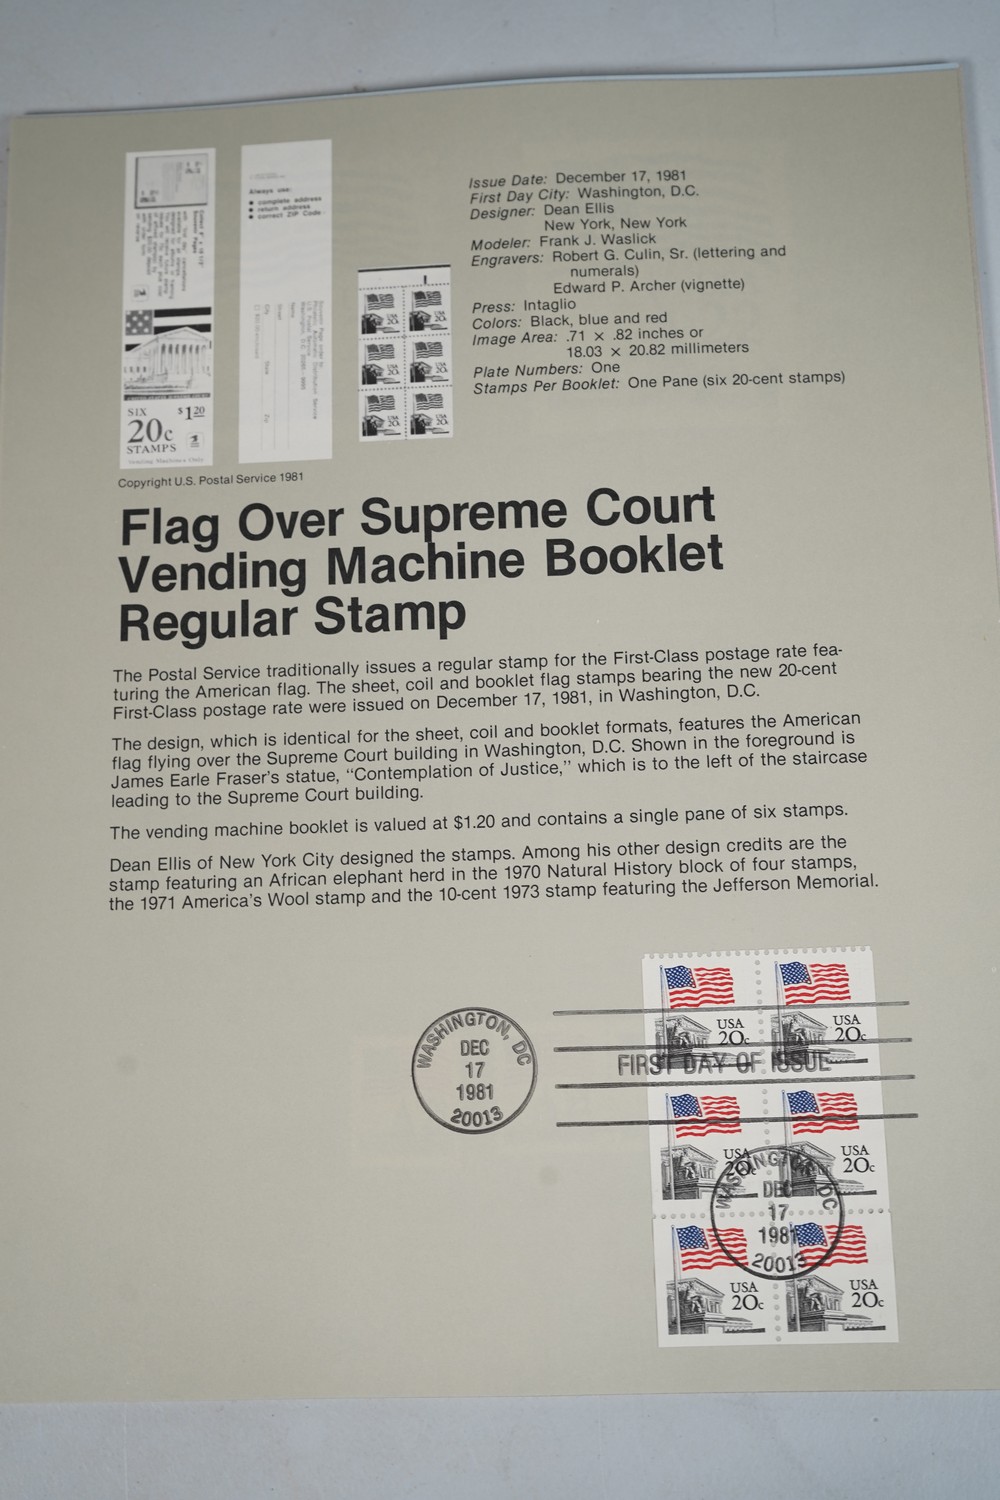 Always use:
• complete address
• return address
• correct ZIP Code
SIX $1.20
20c
STAMPS
Vending Machines Only
Copyright U.S. Postal Service 1981
Issue Date: December 17, 1981
First Day City: Washington, D.C.
Designer: Dean Ellis
New York, New York
Modeler: Frank J. Waslick
Engravers: Robert G. Culin, Sr. (lettering and
numerals)
Edward P. Archer (vignette)
Press: Intaglio
Colors: Black, blue and red
Image Area: .71 × .82 inches or
18.03 × 20.82 millimeters
Plate Numbers: One
Stamps Per Booklet: One Pane (six 20-cent stamps)
Flag Over Supreme Court
Vending Machine Booklet
Regular Stamp
The Postal Service traditionally issues a regular stamp for the First-Class postage rate fea-
turing the American flag. The sheet, coil and booklet flag stamps bearing the new 20-cent
First-Class postage rate were issued on December 17, 1981, in Washington, D.C.
The design, which is identical for the sheet, coil and booklet formats, features the American
flag flying over the Supreme Court building in Washington, D.C. Shown in the foreground is
James Earle Fraser's statue, “Contemplation of Justice,” which is to the left of the staircase
leading to the Supreme Court building.
The vending machine booklet is valued at $1.20 and contains a single pane of six stamps.
Dean Ellis of New York City designed the stamps. Among his other design credits are the
stamp featuring an African elephant herd in the 1970 Natural History block of four stamps,
the 1971 America's Wool stamp and the 10-cent 1973 stamp featuring the Jefferson Memorial.
WASHINGTON, DC
DEC
17
1981
20013
USA
20c
USA
20c
FIRST DAY OF ISSUE
USA
20c
USA
20c
WASHINGTON, DC
DEC
17
1981
20013
USA
20c
USA
20c